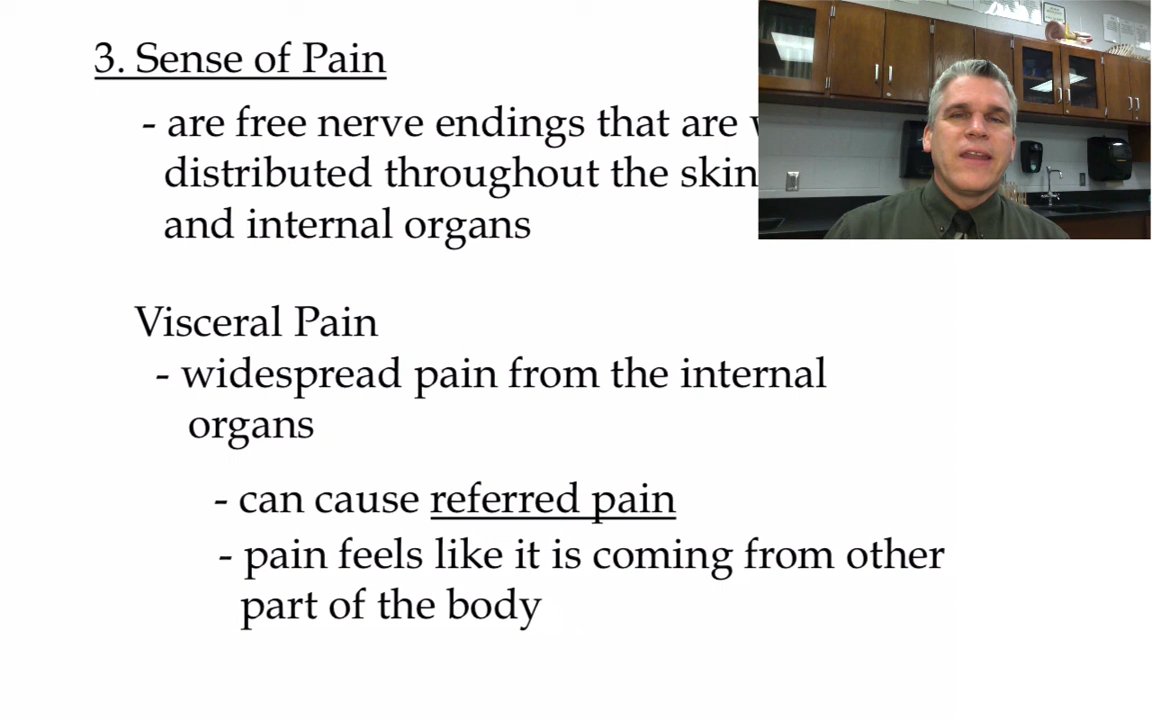 3. Sense of Pain
- are free nerve endings that are
distributed throughout the skin
and internal organs
Visceral Pain
- widespread pain from the internal
organs
- can cause referred pain
- pain feels like it is coming from other
part of the body